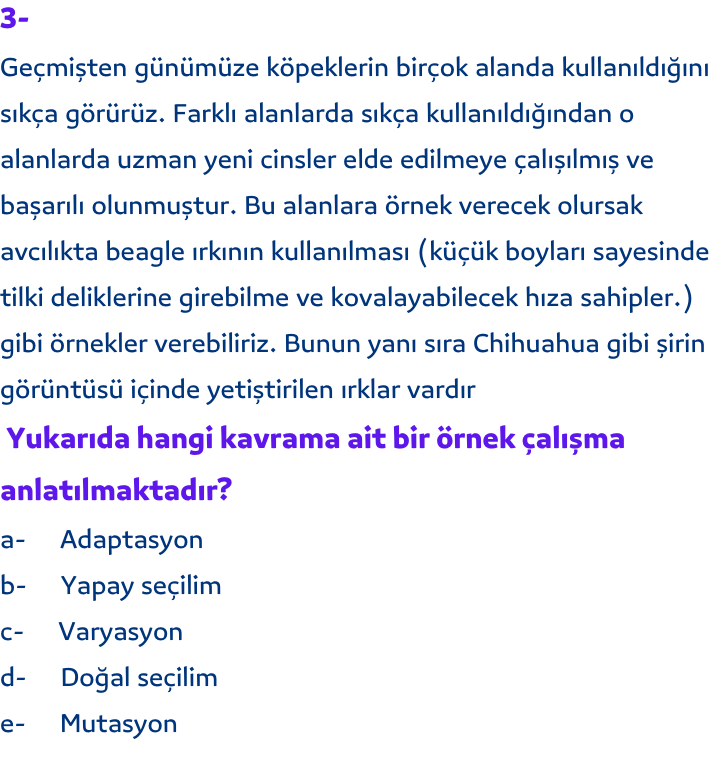 3-
Geçmişten günümüze köpeklerin birçok alanda kullanıldığını
sıkça görürüz. Farklı alanlarda sıkça kullanıldığından o
alanlarda uzman yeni cinsler elde edilmeye çalışılmış ve
başarılı olunmuştur. Bu alanlara örnek verecek olursak
avcılıkta beagle ırkının kullanılması (küçük boyları sayesinde
tilki deliklerine girebilme ve kovalayabilecek hıza sahipler.)
gibi örnekler verebiliriz. Bunun yanı sıra Chihuahua gibi şirin
görüntüsü içinde yetiştirilen ırklar vardır
Yukarıda hangi kavrama ait bir örnek çalışma
anlatılmaktadır?
a- Adaptasyon
b- Yapay seçilim
c- Varyasyon
d- Doğal seçilim
e- Mutasyon